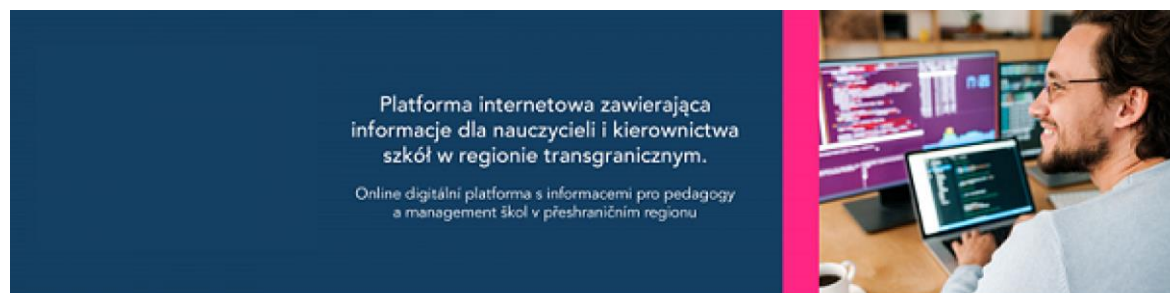 Platforma internetowa zawierająca
informacje dla nauczycieli i kierownictwa
szkół w regionie transgranicznym.
Online digitální platforma s informacemi pro pedagogy
a management škol v přeshraničním regionu